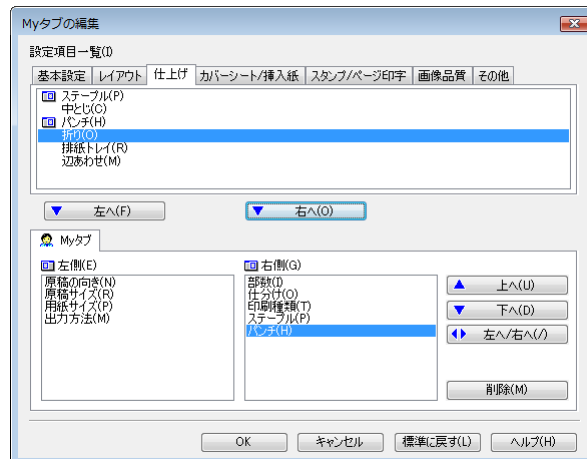 Myタブの編集
設定項目一覧(I)
基本設定 レイアウト 仕上げ カバーシート/挿入紙 スタンプ/ページ印字 画像品質 その他
ステープル(P)
中とじ(C)
パンチ(H)
折り(O)
排紙トレイ(R)
辺あわせ(M)
左へ(F) 右へ(O)
Myタブ
左側(E) 右側(G)
原稿の向き(N) 部数(I)
原稿サイズ(R) 仕分け(O)
用紙サイズ(P) 印刷種類(T)
出力方法(M) ステープル(P)
パンチ(H)
上へ(U)
下へ(D)
左へ/右へ(/)
削除(M)
OK キャンセル 標準に戻す(L) ヘルプ(H)